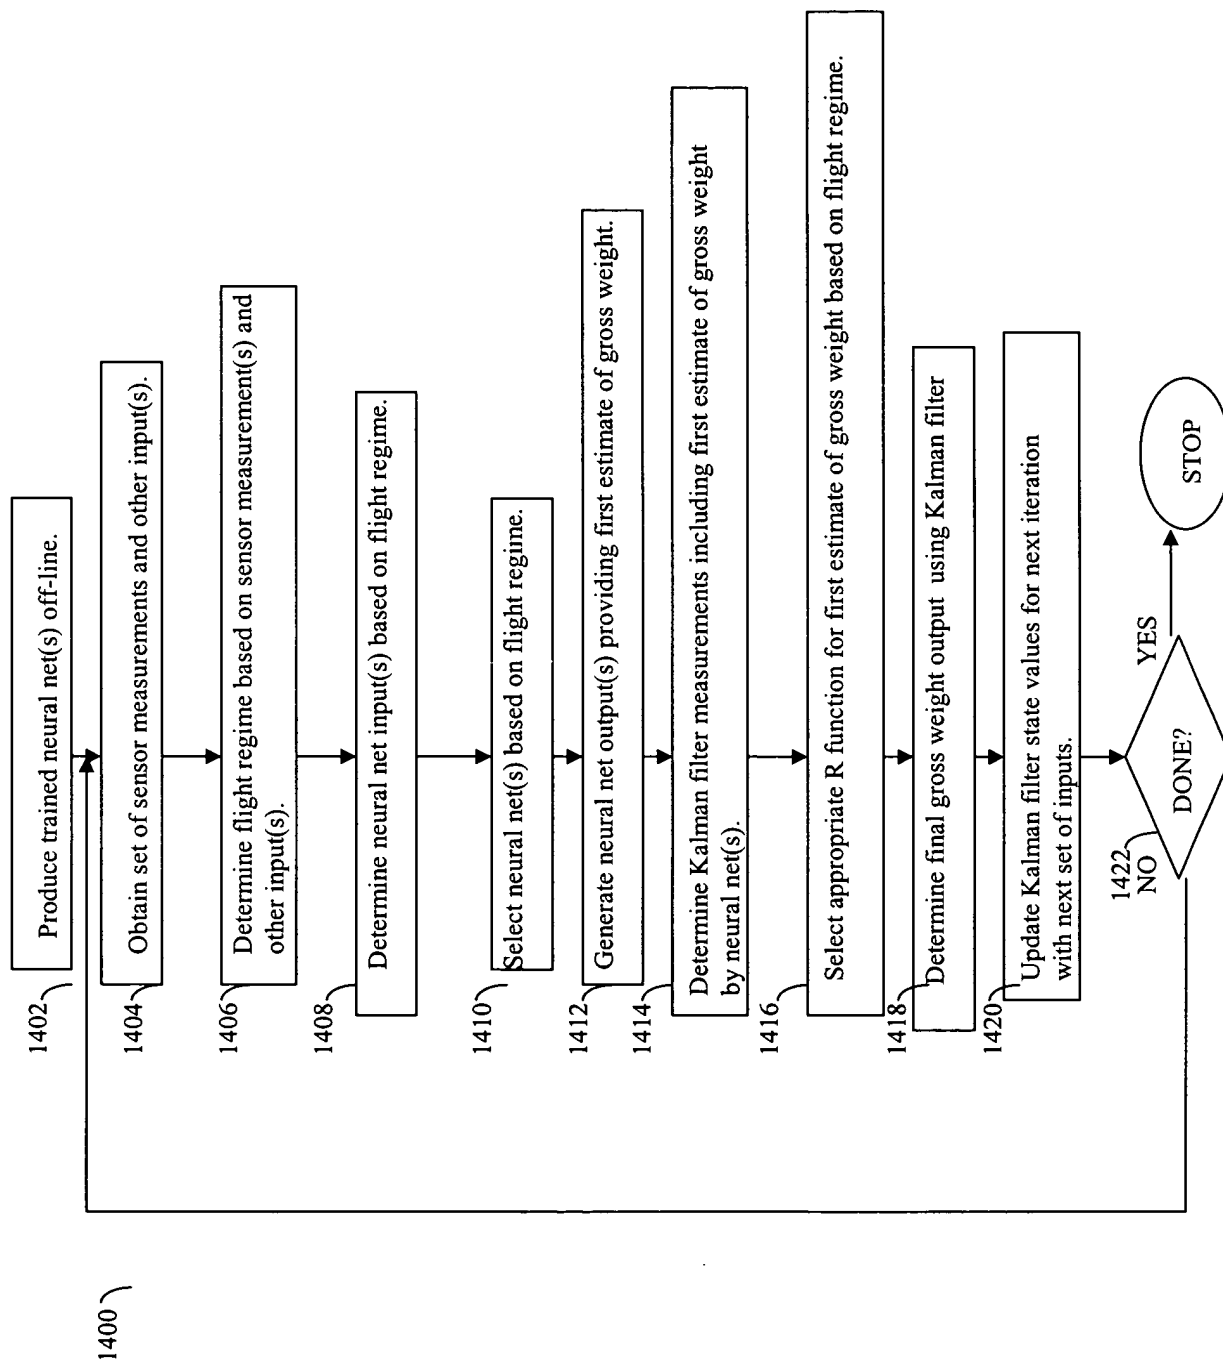 1400
1402
Produce trained neural net(s) off-line.
1404
Obtain set of sensor measurements and other input(s).
1406
Determine flight regime based on sensor measurement(s) and
other input(s).
1408
Determine neural net input(s) based on flight regime.
1410
Select neural net(s) based on flight regime.
1412
Generate neural net output(s) providing first estimate of gross weight.
1414
Determine Kalman filter measurements including first estimate of gross weight
by neural net(s).
1416
Select appropriate R function for first estimate of gross weight based on flight regime.
1418
Determine final gross weight output using Kalman filter
1420
Update Kalman filter state values for next iteration
with next set of inputs.
1422
NO
DONE?
YES
STOP